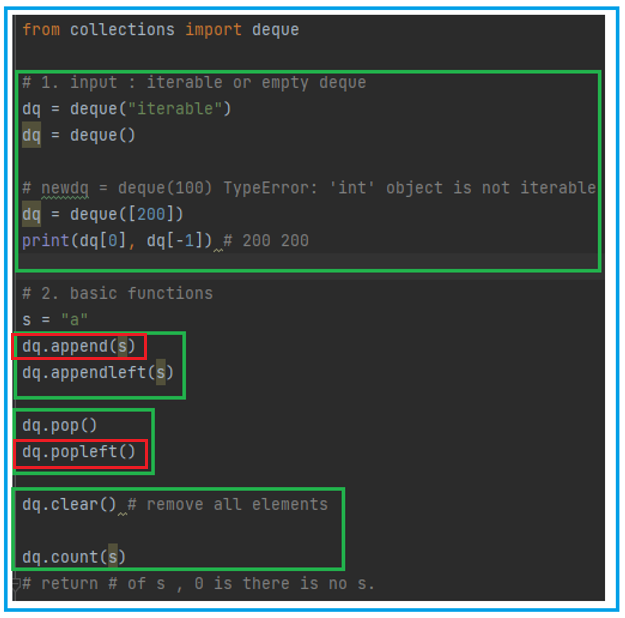 from collections import deque
# 1. input : iterable or empty deque
dq = deque("iterable")
dq = deque()
# newdq = deque(100) TypeError: 'int' object is not iterable
dq = deque([200])
print(dq[0], dq[-1]) # 200 200
# 2. basic functions
s = "a"
dq.append(s)
dq.appendleft(s)
dq.pop()
dq.popleft()
dq.clear() # remove all elements
dq.count(s)
# return # of s , 0 is there is no s.